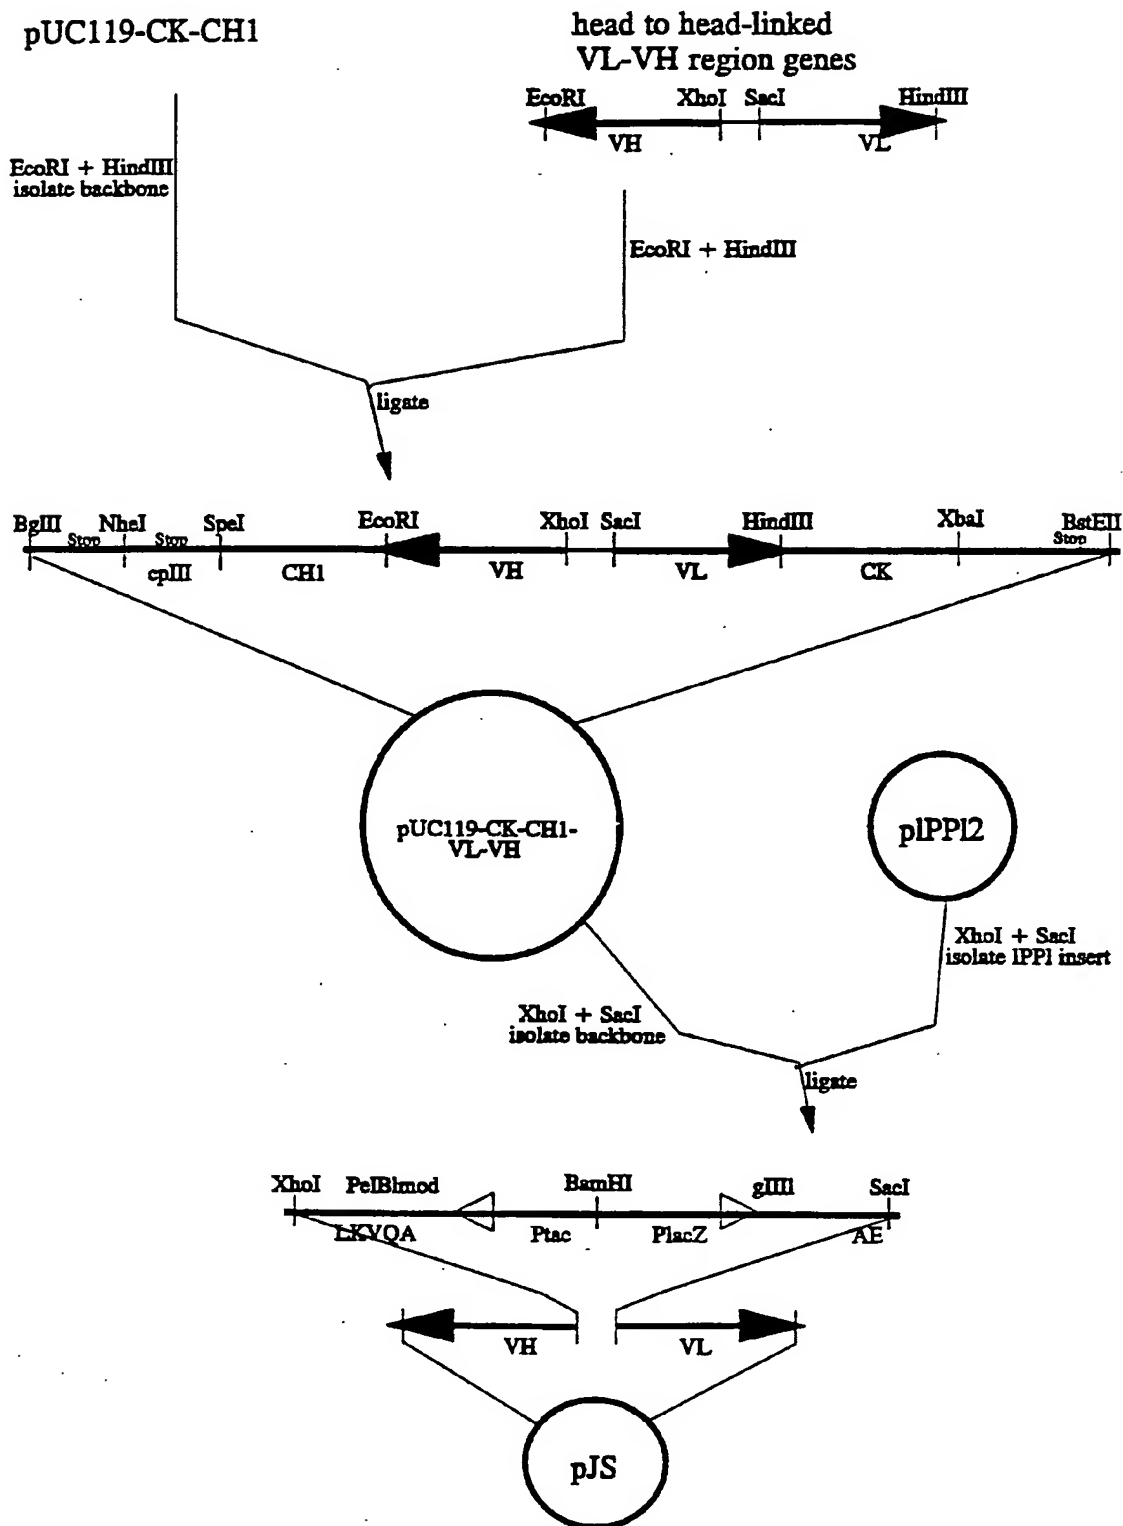 pUC119-CK-CH1
head to head-linked
VL-VH region genes
EcoRI XhoI SacI HindIII
VH VL
EcoRI + HindIII
isolate backbone
EcoRI + HindIII
ligate
BglII NheI SpeI EcoRI XhoI SacI HindIII XbaI BstEII
Stop Stop Stop
cpIII CH1 VH VL CK
pUC119-CK-CH1-
VL-VH
plPPl2
XhoI + SacI
isolate lPPl insert
XhoI + SacI
isolate backbone
ligate
XhoI PelBlmod BamHI gIIIl SacI
LKVQA Ptac PlacZ AE
VH VL
pJS